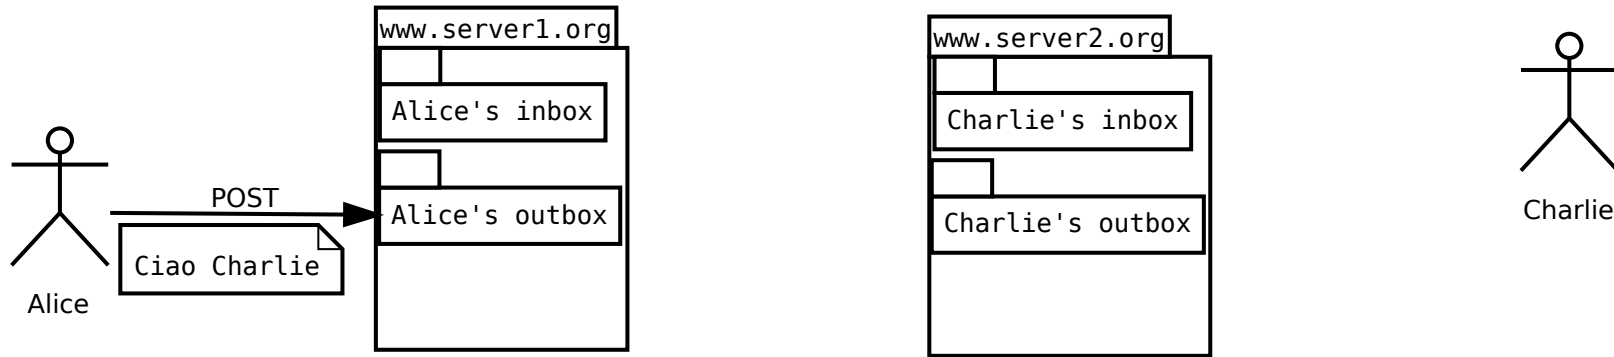 www.server1.org
Alice's inbox
POST
Alice's outbox
Ciao Charlie
Alice
www.server2.org
Charlie's inbox
Charlie's outbox
Charlie